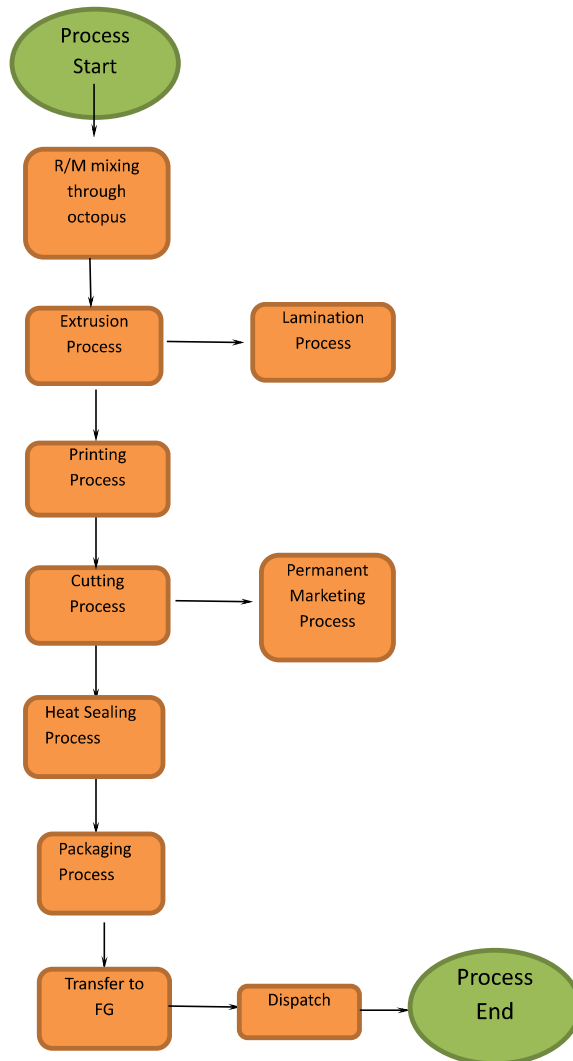 Process
Start
R/M mixing
through
octopus
Extrusion
Process
Lamination
Process
Printing
Process
Cutting
Process
Permanent
Marketing
Process
Heat Sealing
Process
Packaging
Process
Transfer to
FG
Dispatch
Process
End